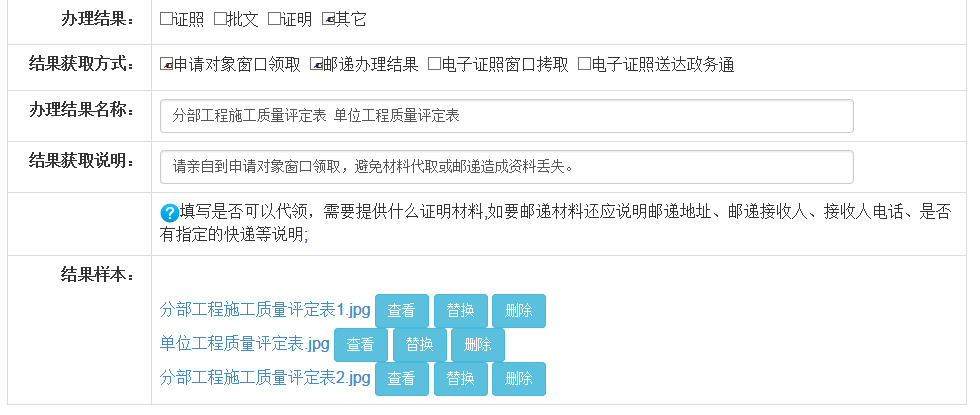 办理结果： 证照 批文 证明 其它
结果获取方式： 申请对象窗口领取 邮递办理结果 电子证照窗口拷取 电子证照送达政务通
办理结果名称： 分部工程施工质量评定表 单位工程质量评定表
结果获取说明： 请亲自到申请对象窗口领取，避免材料代取或邮递造成资料丢失。
?填写是否可以代领，需要提供什么证明材料,如要邮递材料还应说明邮递地址、邮递接收人、接收人电话、是否
有指定的快递等说明;
结果样本：
分部工程施工质量评定表1.jpg 查看 替换 删除
单位工程质量评定表.jpg 查看 替换 删除
分部工程施工质量评定表2.jpg 查看 替换 删除